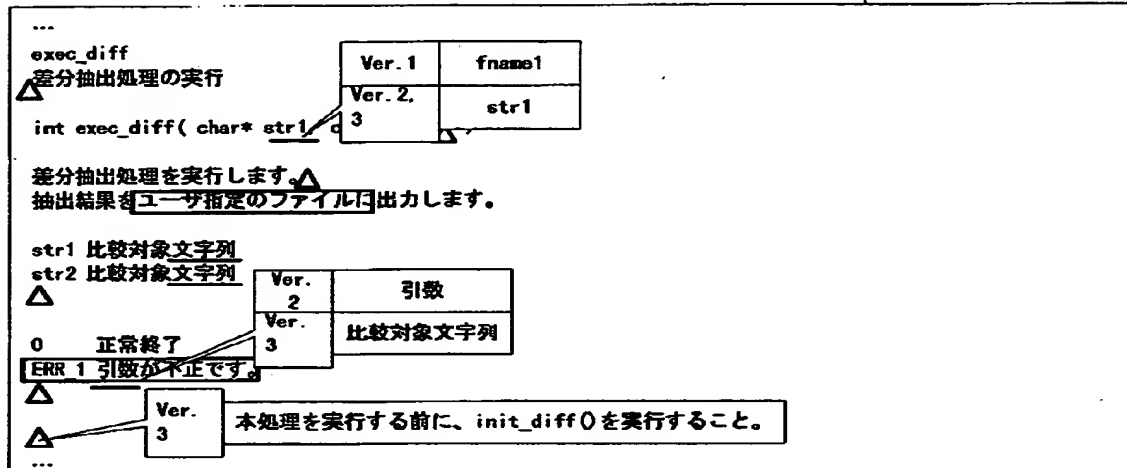 ...
exec_diff
差分抽出処理の実行
Ver.1 fname1
Ver.2, 3 str1
int exec_diff( char* str1,
差分抽出処理を実行します。
抽出結果をユーザ指定のファイルに出力します。
str1 比較対象文字列
str2 比較対象文字列
Ver. 2 引数
Ver. 3 比較対象文字列
0 正常終了
ERR_1 引数が不正です。
Ver. 3 本処理を実行する前に、init_diff()を実行すること。
...